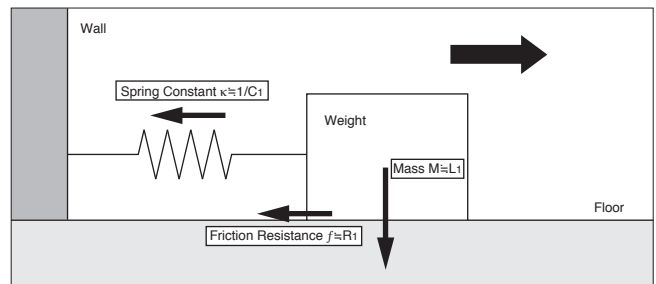 Wall
Spring Constant κ≒1/C1
Weight
Mass M≒L1
Floor
Friction Resistance ƒ≒R1